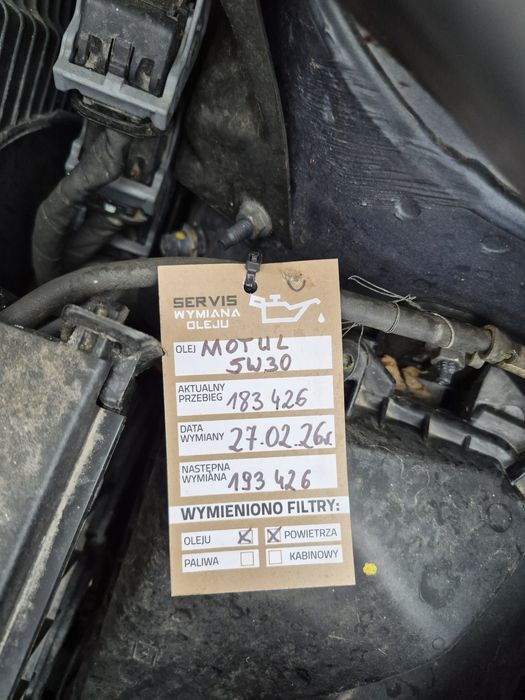 SERVIS
WYMIANA
OLEJU
OLEJ MOTUL
5W30
AKTUALNY
PRZEBIEG 183 426
DATA
WYMIANY 27.02.26r.
NASTĘPNA
WYMIANA 193 426
WYMIENIONO FILTRY:
OLEJU POWIETRZA
PALIWA KABINOWY